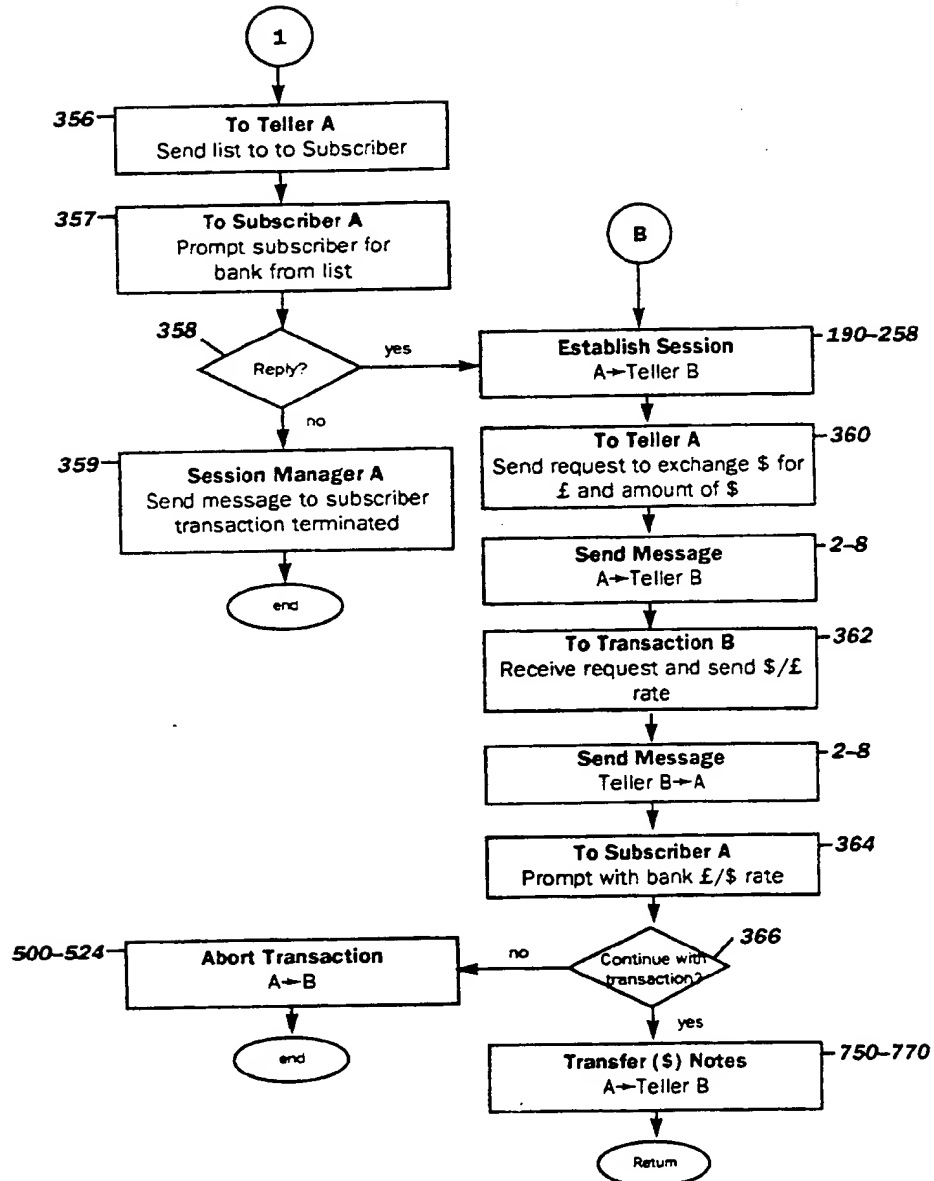 1
356
To Teller A
Send list to to Subscriber
357
To Subscriber A
Prompt subscriber for
bank from list
358
Reply?
yes
no
359
Session Manager A
Send message to subscriber
transaction terminated
end
B
190–258
Establish Session
A→Teller B
360
To Teller A
Send request to exchange $ for
£ and amount of $
2–8
Send Message
A→Teller B
362
To Transaction B
Receive request and send $/£
rate
2–8
Send Message
Teller B→A
364
To Subscriber A
Prompt with bank £/$ rate
366
Continue with
transaction?
no
yes
500–524
Abort Transaction
A→B
end
750–770
Transfer ($) Notes
A→Teller B
Return